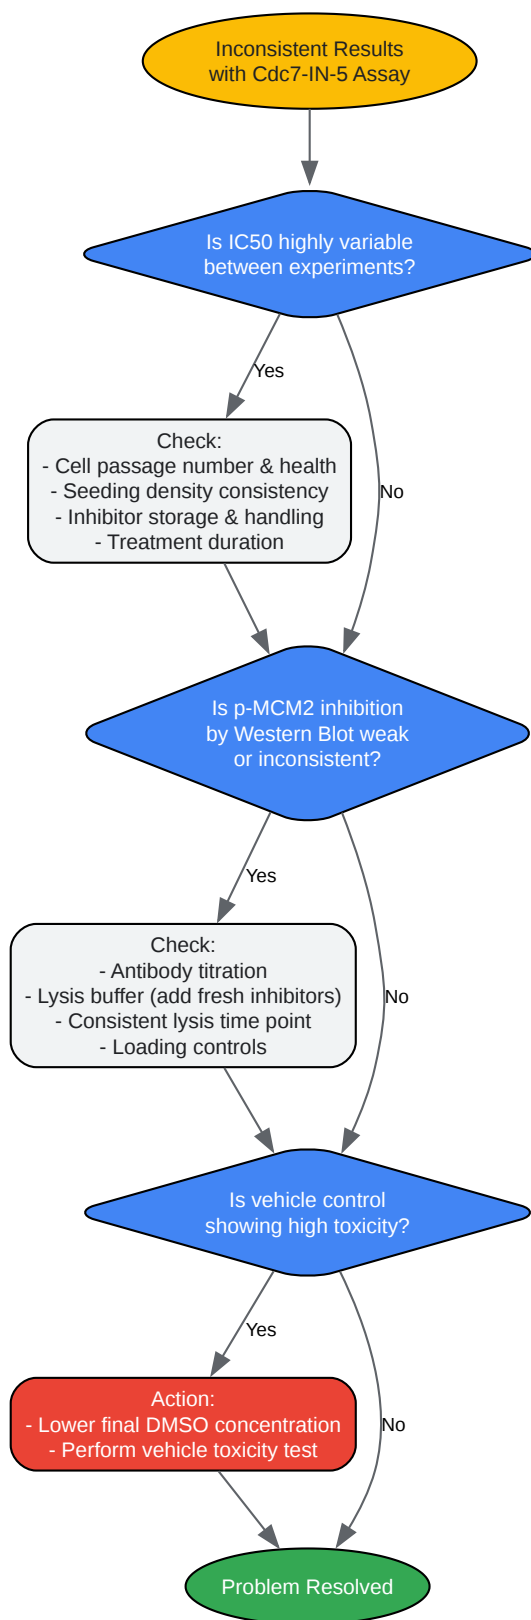 Inconsistent Results
with Cdc7-IN-5 Assay
Is IC50 highly variable
between experiments?
Yes
Check:
- Cell passage number & health
- Seeding density consistency
- Inhibitor storage & handling
- Treatment duration
No
Is p-MCM2 inhibition
by Western Blot weak
or inconsistent?
Yes
Check:
- Antibody titration
- Lysis buffer (add fresh inhibitors)
- Consistent lysis time point
- Loading controls
No
Is vehicle control
showing high toxicity?
Yes
Action:
- Lower final DMSO concentration
- Perform vehicle toxicity test
No
Problem Resolved